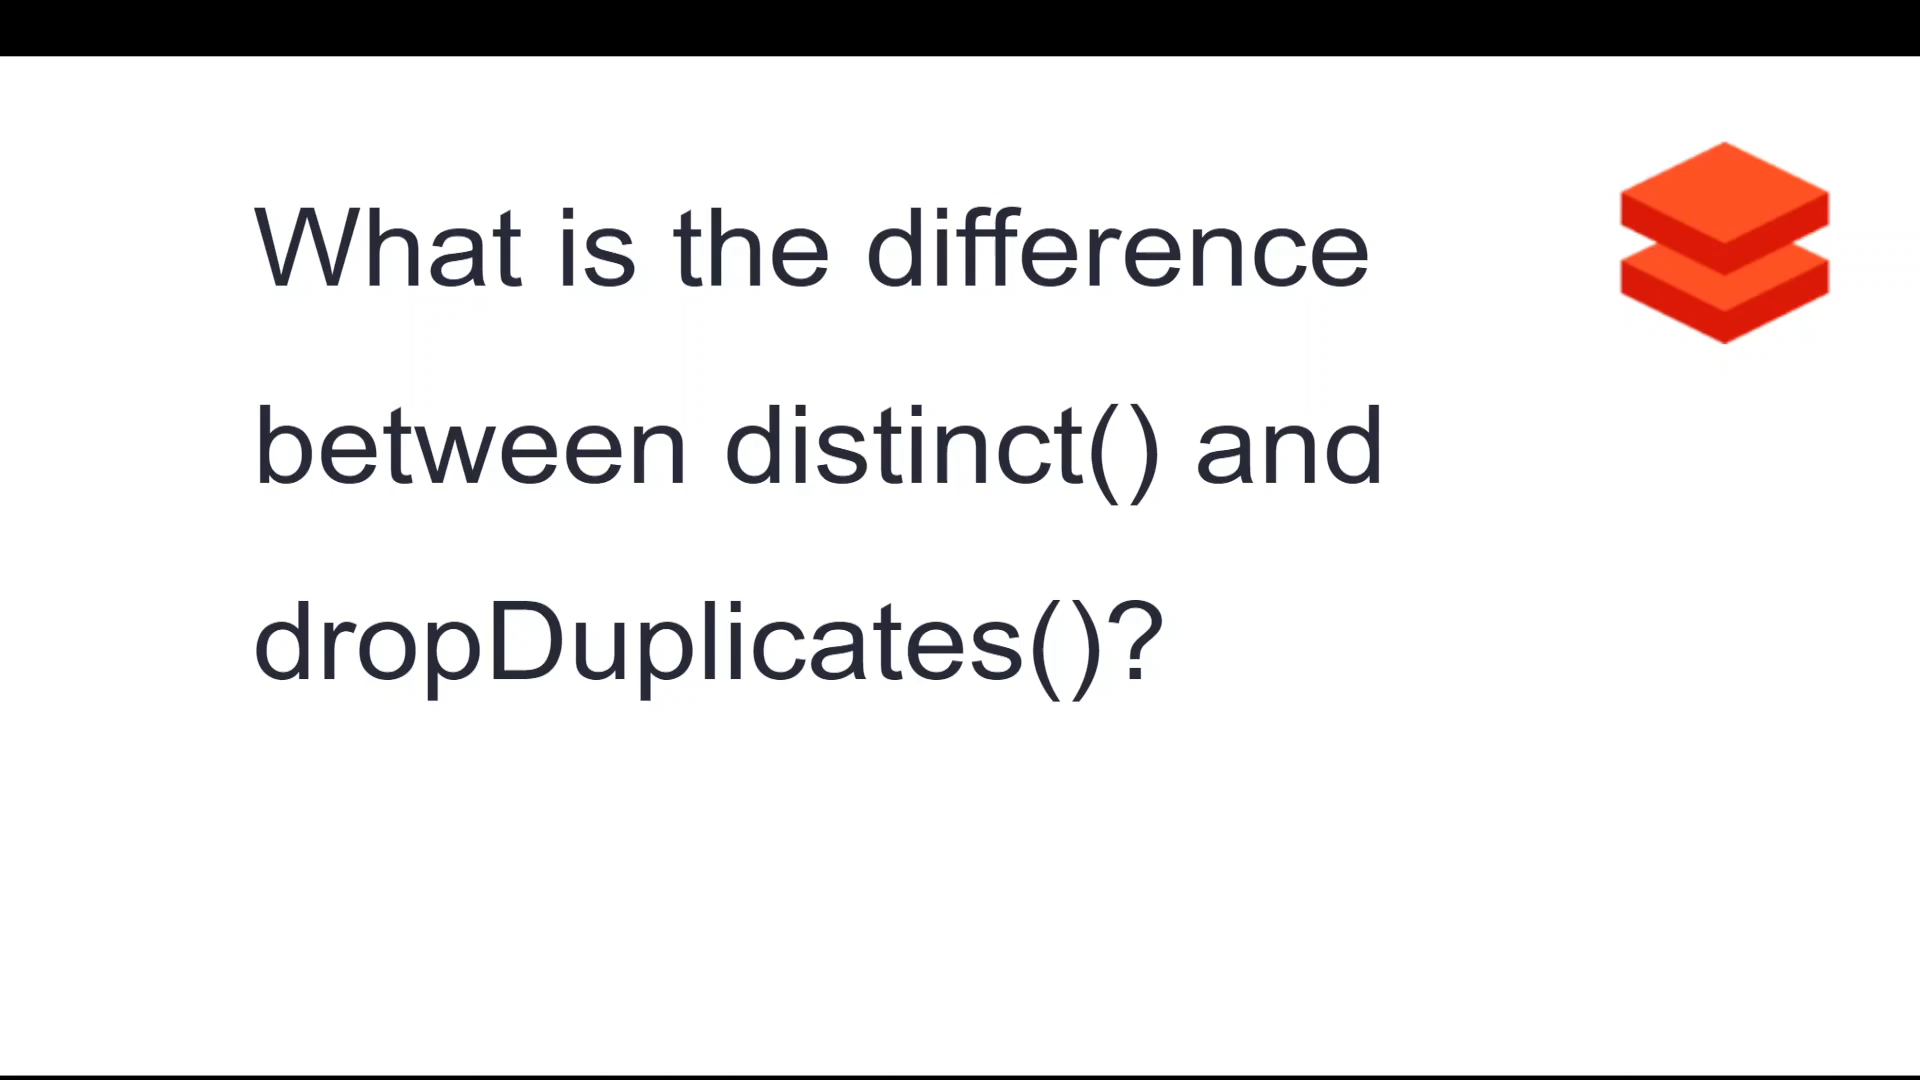 What is the difference
between distinct() and
dropDuplicates()?